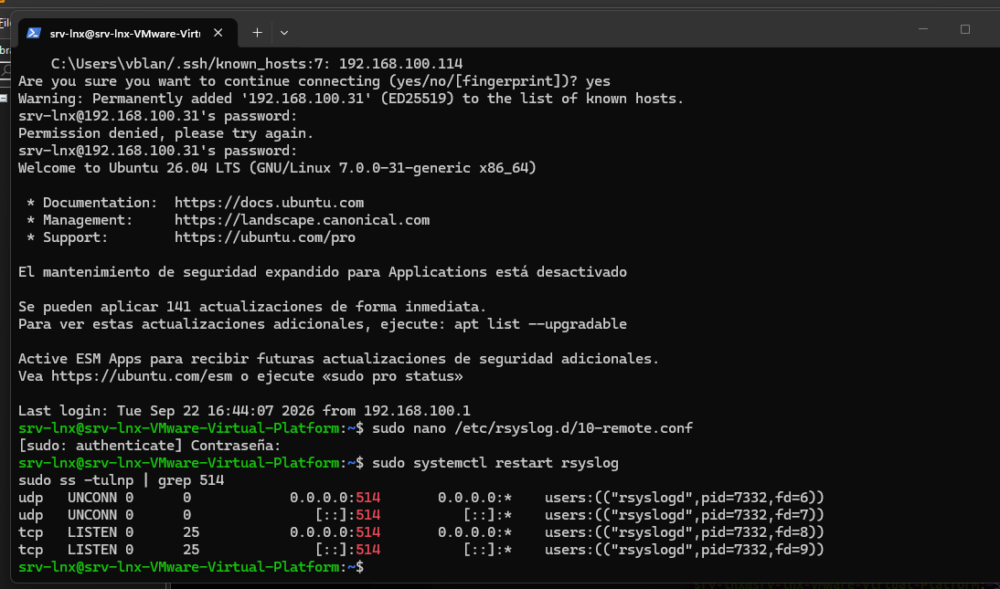 srv-lnx@srv-lnx-VMware-Virtu
C:\Users\vblan/.ssh/known_hosts:7: 192.168.100.114
Are you sure you want to continue connecting (yes/no/[fingerprint])? yes
Warning: Permanently added '192.168.100.31' (ED25519) to the list of known hosts.
srv-lnx@192.168.100.31's password:
Permission denied, please try again.
srv-lnx@192.168.100.31's password:
Welcome to Ubuntu 26.04 LTS (GNU/Linux 7.0.0-31-generic x86_64)
* Documentation:  https://docs.ubuntu.com
* Management:     https://landscape.canonical.com
* Support:        https://ubuntu.com/pro
El mantenimiento de seguridad expandido para Applications está desactivado
Se pueden aplicar 141 actualizaciones de forma inmediata.
Para ver estas actualizaciones adicionales, ejecute: apt list --upgradable
Active ESM Apps para recibir futuras actualizaciones de seguridad adicionales.
Vea https://ubuntu.com/esm o ejecute «sudo pro status»
Last login: Tue Sep 22 16:44:07 2026 from 192.168.100.1
srv-lnx@srv-lnx-VMware-Virtual-Platform:~$ sudo nano /etc/rsyslog.d/10-remote.conf
[sudo: authenticate] Contraseña:
srv-lnx@srv-lnx-VMware-Virtual-Platform:~$ sudo systemctl restart rsyslog
sudo ss -tulnp | grep 514
udp   UNCONN 0      0            0.0.0.0:514       0.0.0.0:*    users:(("rsyslogd",pid=7332,fd=6))
udp   UNCONN 0      0               [::]:514          [::]:*    users:(("rsyslogd",pid=7332,fd=7))
tcp   LISTEN 0      25           0.0.0.0:514       0.0.0.0:*    users:(("rsyslogd",pid=7332,fd=8))
tcp   LISTEN 0      25              [::]:514          [::]:*    users:(("rsyslogd",pid=7332,fd=9))
srv-lnx@srv-lnx-VMware-Virtual-Platform:~$